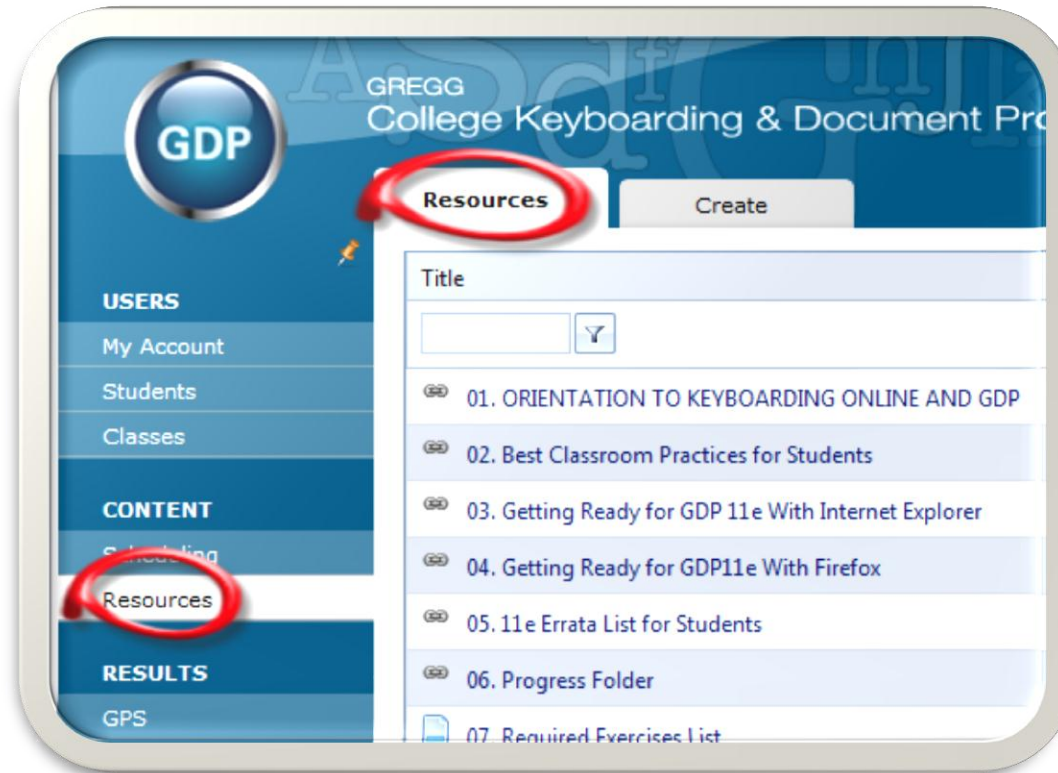 GDP
GREGG
College Keyboarding & Document
Resources
Create
Title
USERS
My Account
Students
Classes
CONTENT
Scheduling
Resources
RESULTS
GPS
01. ORIENTATION TO KEYBOARDING ONLINE AND GDP
02. Best Classroom Practices for Students
03. Getting Ready for GDP 11e With Internet Explorer
04. Getting Ready for GDP11e With Firefox
05. 11e Errata List for Students
06. Progress Folder
07. Required Exercises List